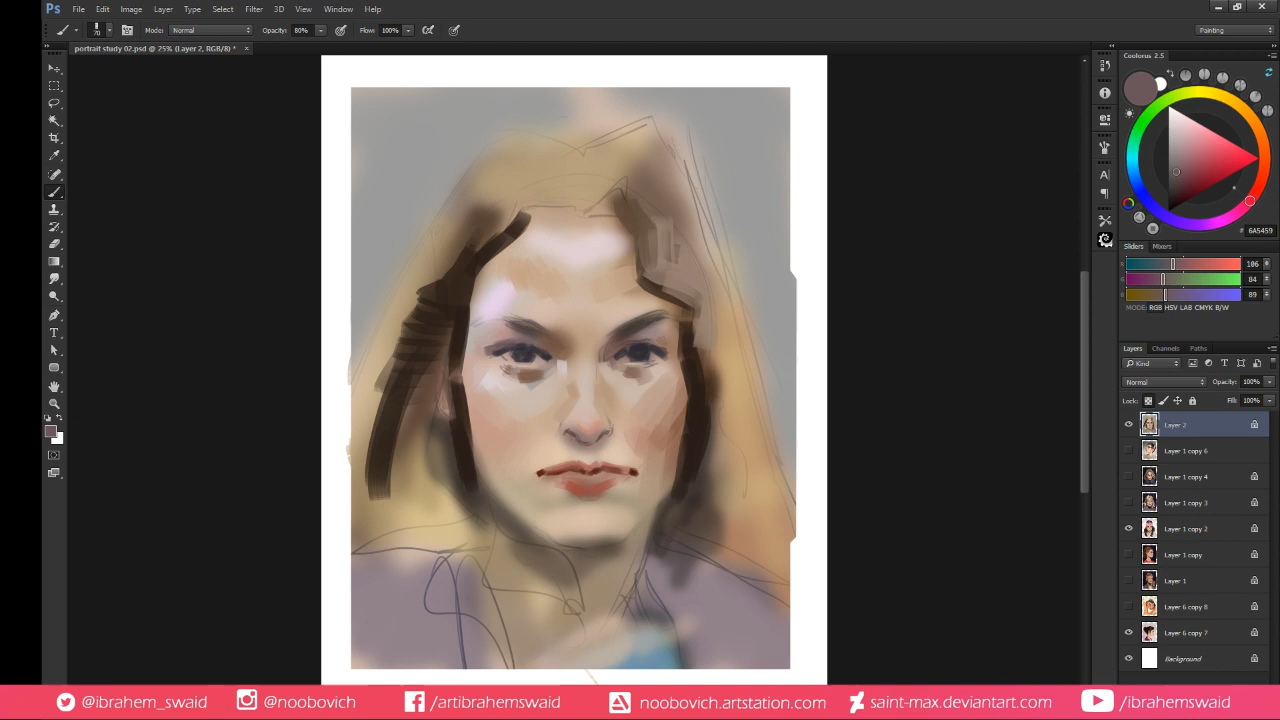 Ps File Edit Image Layer Type Select Filter 3D View Window Help
70 Mode: Normal Opacity: 80% Flow: 100% Painting
portrait study 02.psd @ 25% (Layer 2, RGB/8) * ×
Coolorus 2.5
# 6A5459
Sliders Mixers
106
84
89
MODE: RGB HSV LAB CMYK B/W
Layers Channels Paths
Kind
Normal Opacity: 100%
Lock: Fill: 100%
Layer 2
Layer 1 copy 6
Layer 1 copy 4
Layer 1 copy 3
Layer 1 copy 2
Layer 1 copy
Layer 1
Layer 6 copy 8
Layer 6 copy 7
Background
@ibrahem_swaid @noobovich /artibrahemswaid noobovich.artstation.com saint-max.deviantart.com /ibrahemswaid